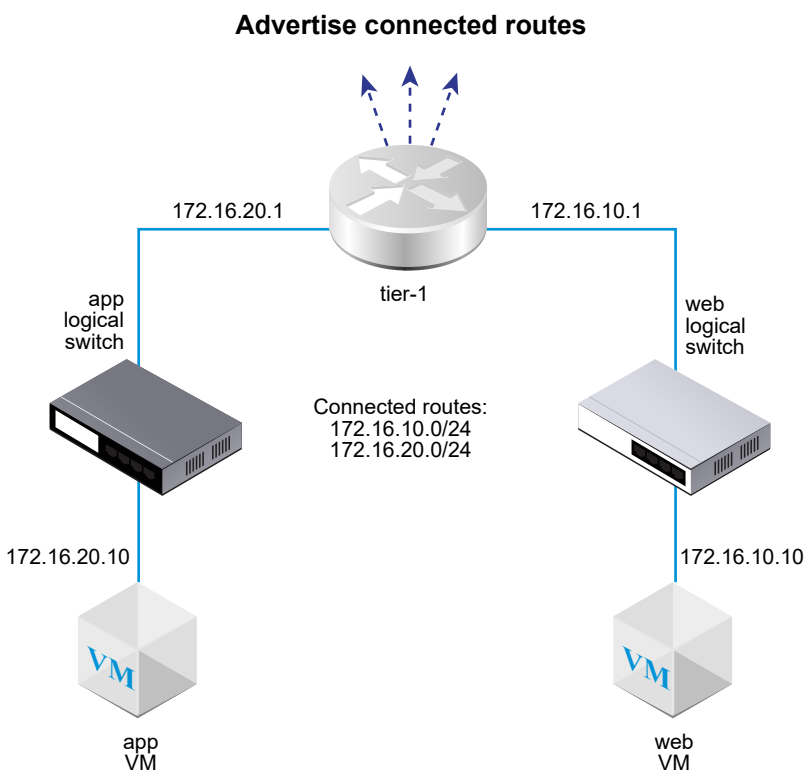 Advertise connected routes
172.16.20.1
172.16.10.1
tier-1
app
logical
switch
web
logical
switch
Connected routes:
172.16.10.0/24
172.16.20.0/24
172.16.20.10
172.16.10.10
VM
VM
app
VM
web
VM